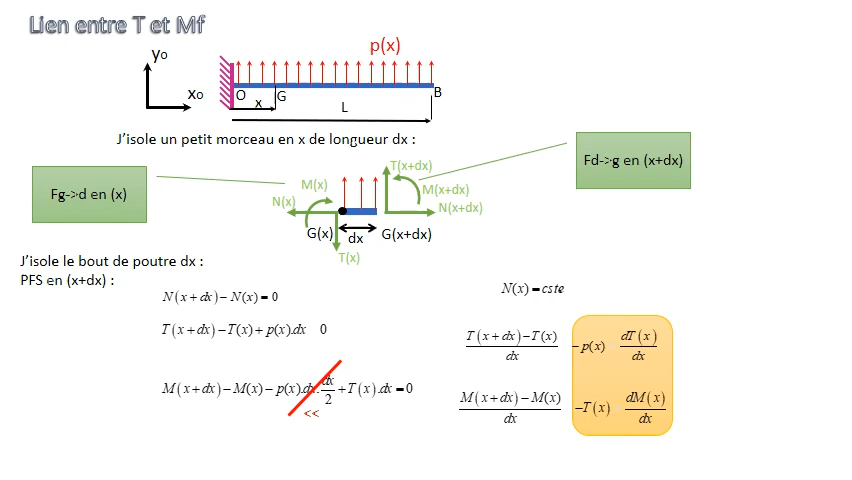 Lien entre T et Mf
p(x)
yo
xo
O
x
G
L
B
J'isole un petit morceau en x de longueur dx :
Fd->g en (x+dx)
Fg->d en (x)
T(x+dx)
M(x)
M(x+dx)
N(x)
N(x+dx)
G(x)
dx
G(x+dx)
T(x)
J'isole le bout de poutre dx :
PFS en (x+dx) :
N(x+dx)−N(x)=0
N(x)=cste
T(x+dx)−T(x)+p(x).dx 0
T(x+dx)−T(x)/dx −p(x) dT(x)/dx
M(x+dx)−M(x)−p(x).dx.dx/2+T(x).dx=0
<<
M(x+dx)−M(x)/dx −T(x) dM(x)/dx